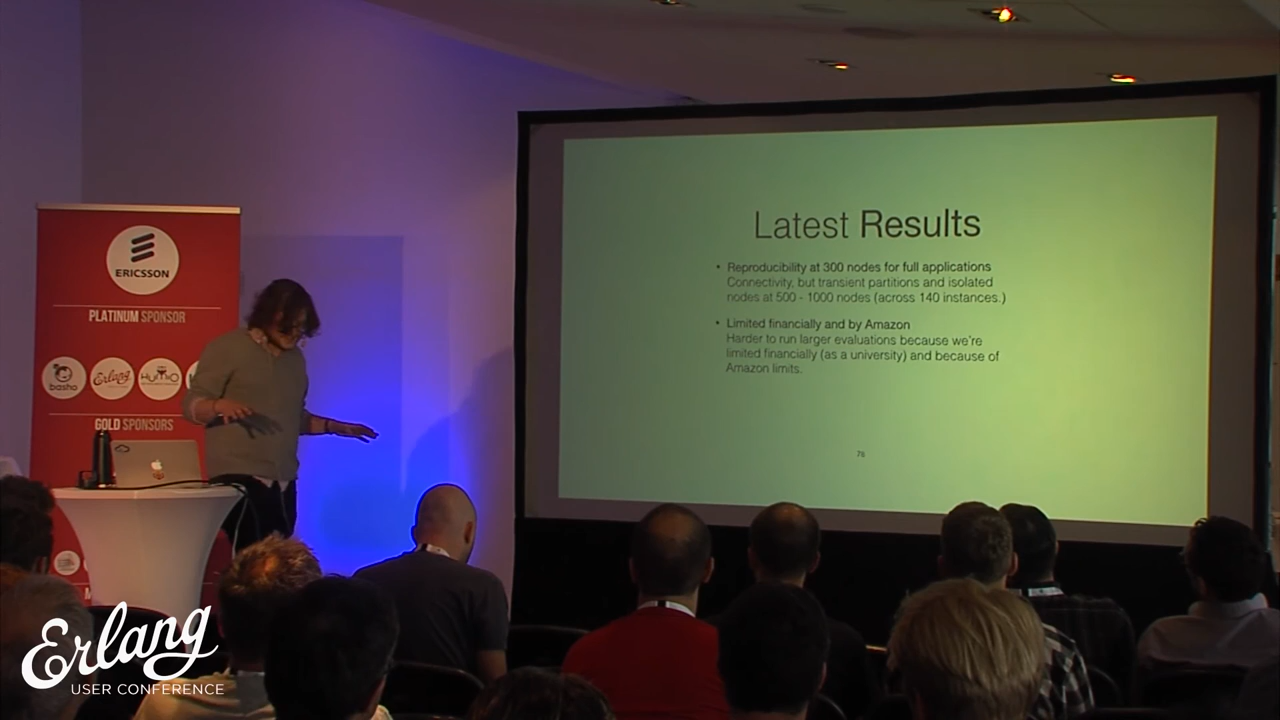 ERICSSON
PLATINUM SPONSOR
basho
Erlang
HUMIO
GOLD SPONSORS
Latest Results
• Reproducibility at 300 nodes for full applications
Connectivity, but transient partitions and isolated
nodes at 500 - 1000 nodes (across 140 instances.)
• Limited financially and by Amazon
Harder to run larger evaluations because we're
limited financially (as a university) and because of
Amazon limits.
76
Erlang
USER CONFERENCE